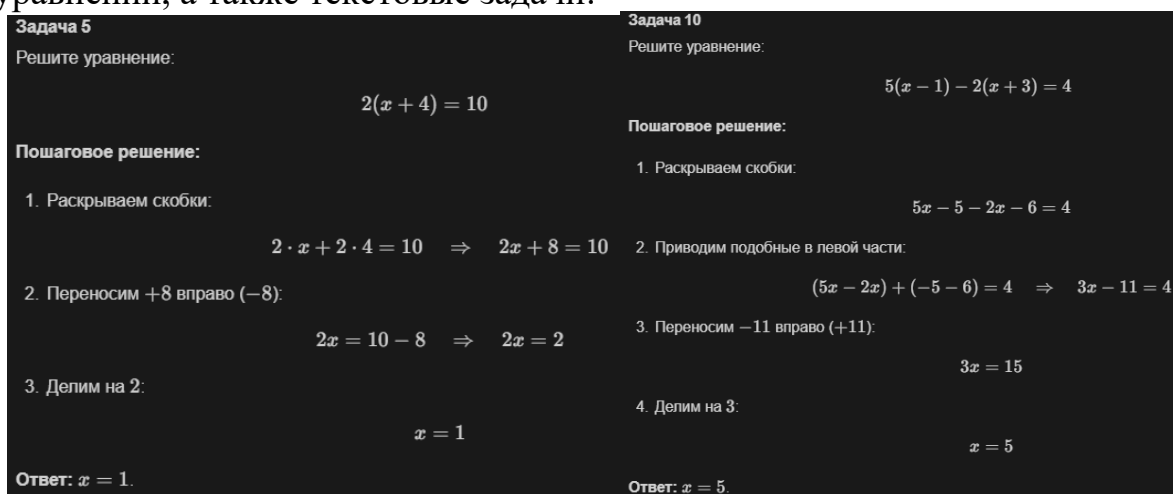 уравнений, а также текстовые задачи.
Задача 5
Решите уравнение:
2(x + 4) = 10
Пошаговое решение:
1. Раскрываем скобки:
2 · x + 2 · 4 = 10 ⇒ 2x + 8 = 10
2. Переносим +8 вправо (−8):
2x = 10 − 8 ⇒ 2x = 2
3. Делим на 2:
x = 1
Ответ: x = 1.
Задача 10
Решите уравнение:
5(x − 1) − 2(x + 3) = 4
Пошаговое решение:
1. Раскрываем скобки:
5x − 5 − 2x − 6 = 4
2. Приводим подобные в левой части:
(5x − 2x) + (−5 − 6) = 4 ⇒ 3x − 11 = 4
3. Переносим −11 вправо (+11):
3x = 15
4. Делим на 3:
x = 5
Ответ: x = 5.